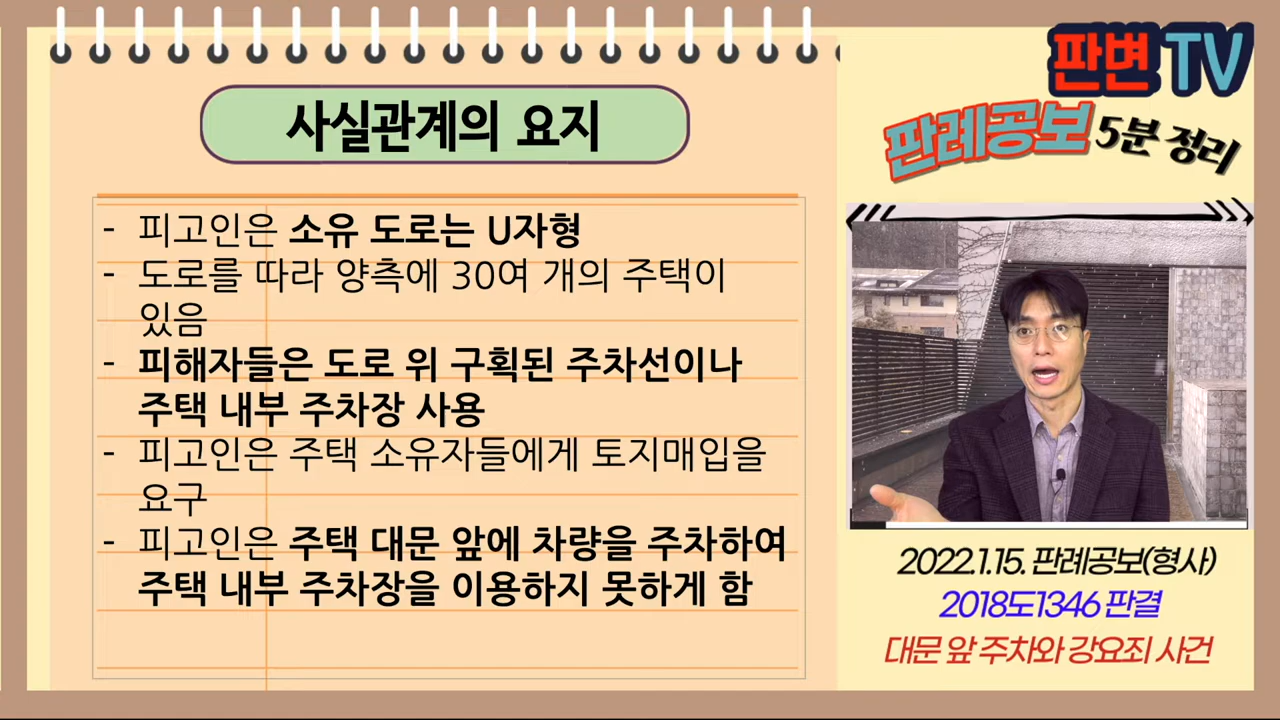 사실관계의 요지
- 피고인은 소유 도로는 U자형
- 도로를 따라 양측에 30여 개의 주택이
있음
- 피해자들은 도로 위 구획된 주차선이나
주택 내부 주차장 사용
- 피고인은 주택 소유자들에게 토지매입을
요구
- 피고인은 주택 대문 앞에 차량을 주차하여
주택 내부 주차장을 이용하지 못하게 함
판변 TV
판례공보 5분 정리
2022.1.15. 판례공보(형사)
2018도1346 판결
대문 앞 주차와 강요죄 사건